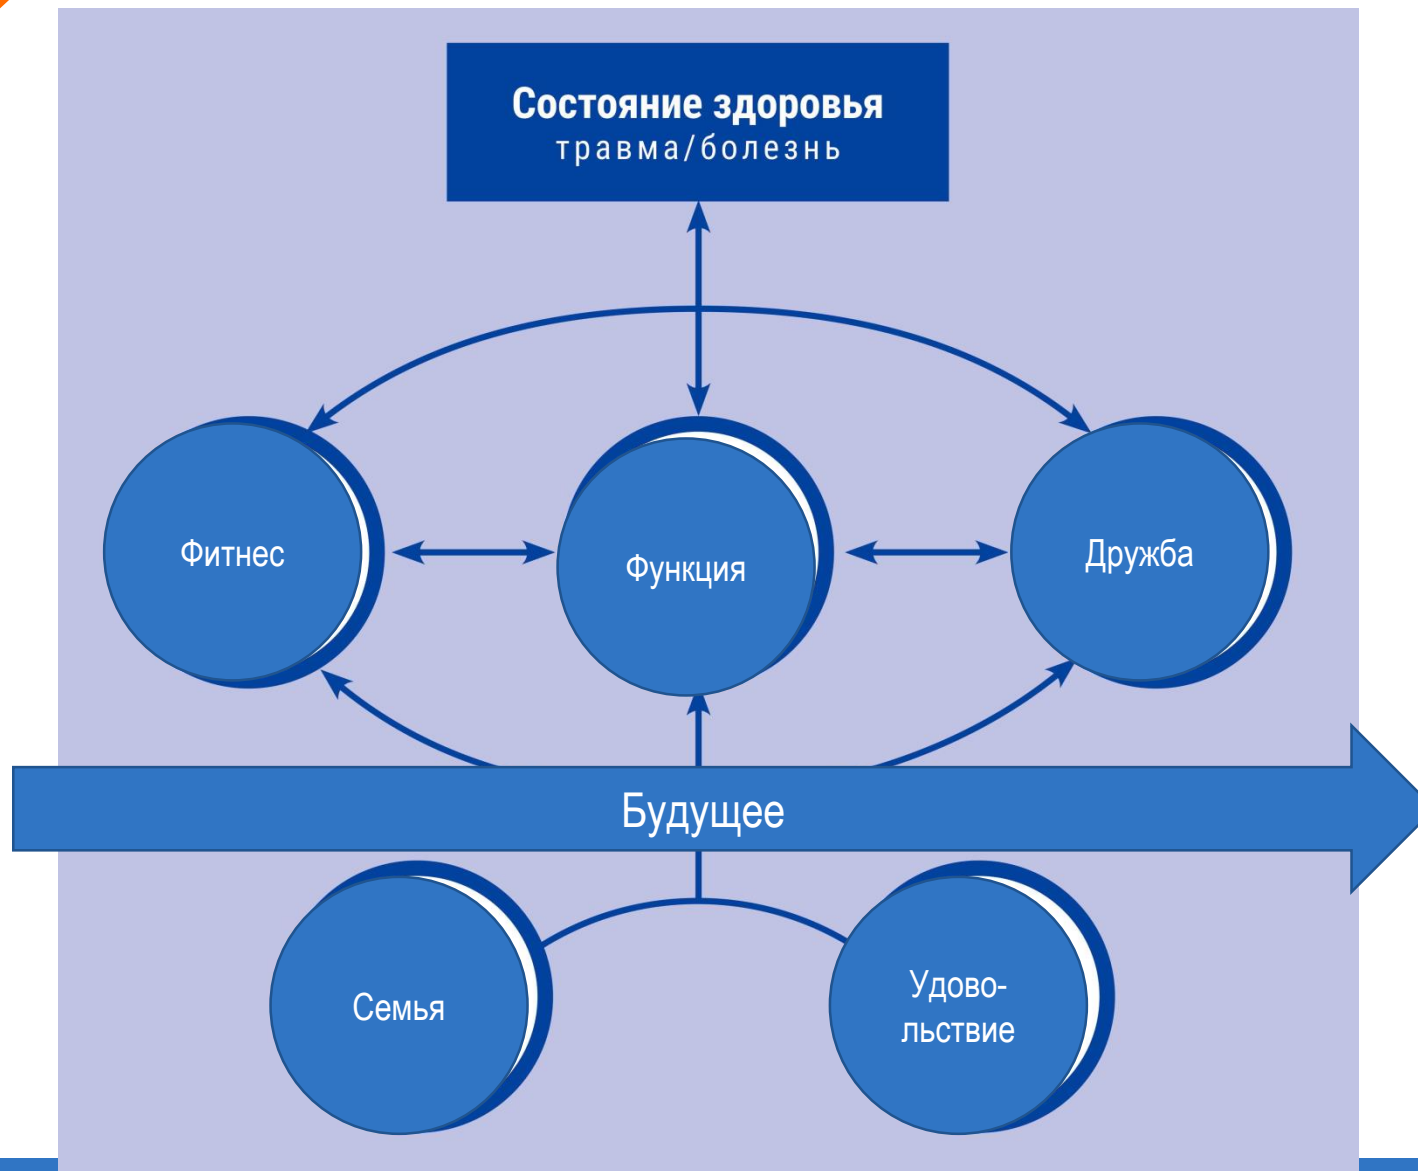 Состояние здоровья
травма/болезнь
Фитнес
Функция
Дружба
Будущее
Семья
Удово-
льствие